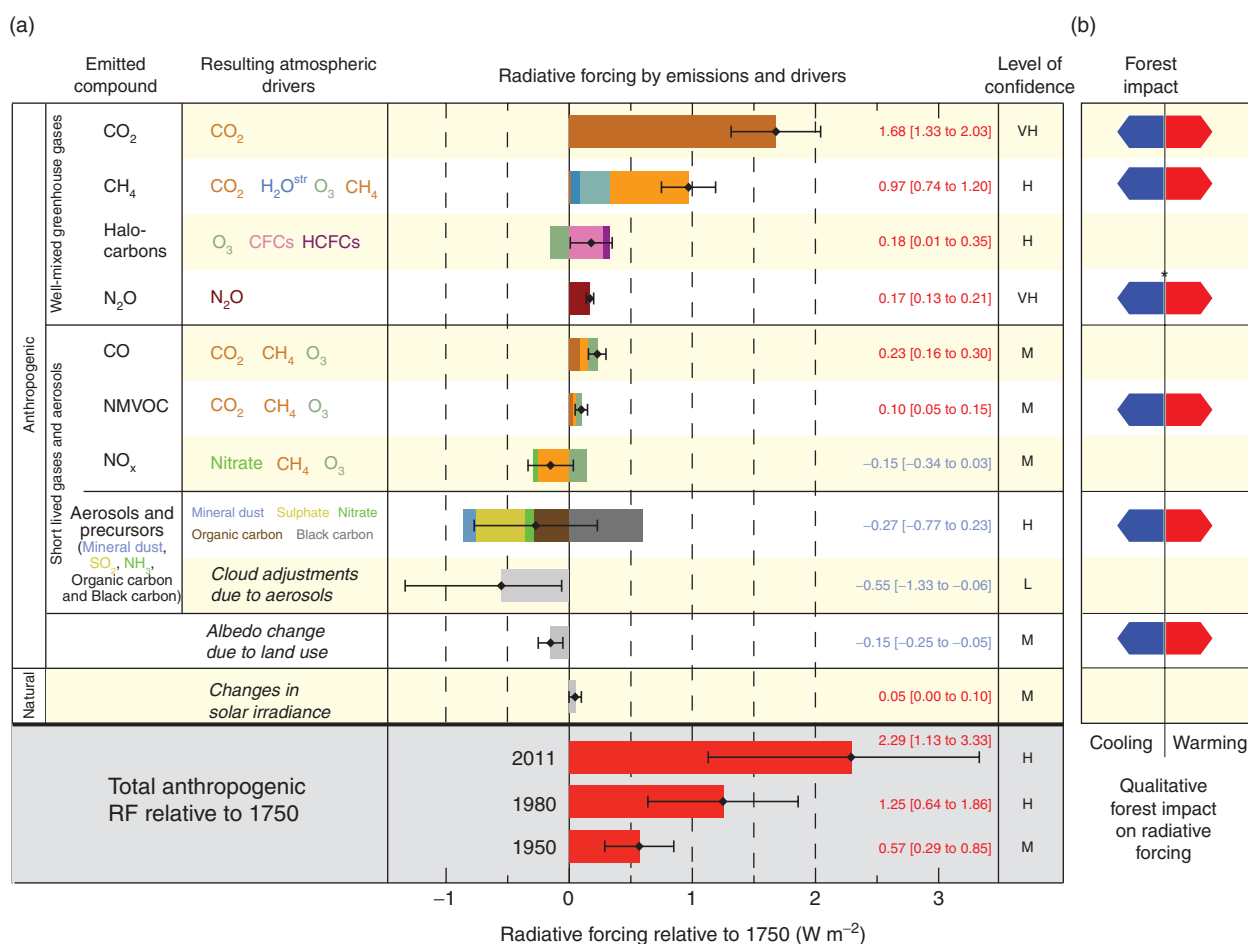 (a)
(b)
Emitted compound
Resulting atmospheric drivers
Radiative forcing by emissions and drivers
Level of confidence
Forest impact
Anthropogenic
Well-mixed greenhouse gases
CO₂
CO₂
1.68 [1.33 to 2.03]
VH
CH₄
CO₂ H₂Oˢᵗʳ O₃ CH₄
0.97 [0.74 to 1.20]
H
Halo-
carbons
O₃ CFCs HCFCs
0.18 [0.01 to 0.35]
H
N₂O
N₂O
0.17 [0.13 to 0.21]
VH
*
Short lived gases and aerosols
CO
CO₂ CH₄ O₃
0.23 [0.16 to 0.30]
M
NMVOC
CO₂ CH₄ O₃
0.10 [0.05 to 0.15]
M
NOₓ
Nitrate CH₄ O₃
−0.15 [−0.34 to 0.03]
M
Aerosols and
precursors
(Mineral dust,
SO₂, NH₃,
Organic carbon
and Black carbon)
Mineral dust Sulphate Nitrate
Organic carbon Black carbon
−0.27 [−0.77 to 0.23]
H
Cloud adjustments
due to aerosols
−0.55 [−1.33 to −0.06]
L
Albedo change
due to land use
−0.15 [−0.25 to −0.05]
M
Natural
Changes in
solar irradiance
0.05 [0.00 to 0.10]
M
Cooling
Warming
Total anthropogenic
RF relative to 1750
2011
2.29 [1.13 to 3.33]
H
1980
1.25 [0.64 to 1.86]
H
1950
0.57 [0.29 to 0.85]
M
Qualitative
forest impact
on radiative
forcing
−1
0
1
2
3
Radiative forcing relative to 1750 (W m⁻²)